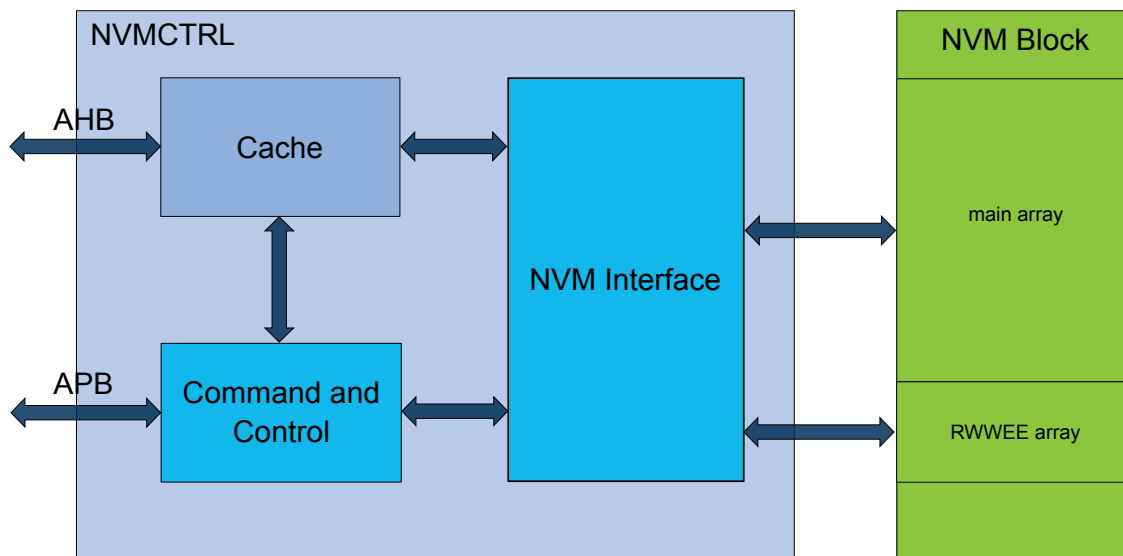 NVMCTRL
NVM Block
AHB
Cache
main array
NVM Interface
APB
Command and
Control
RWWEE array